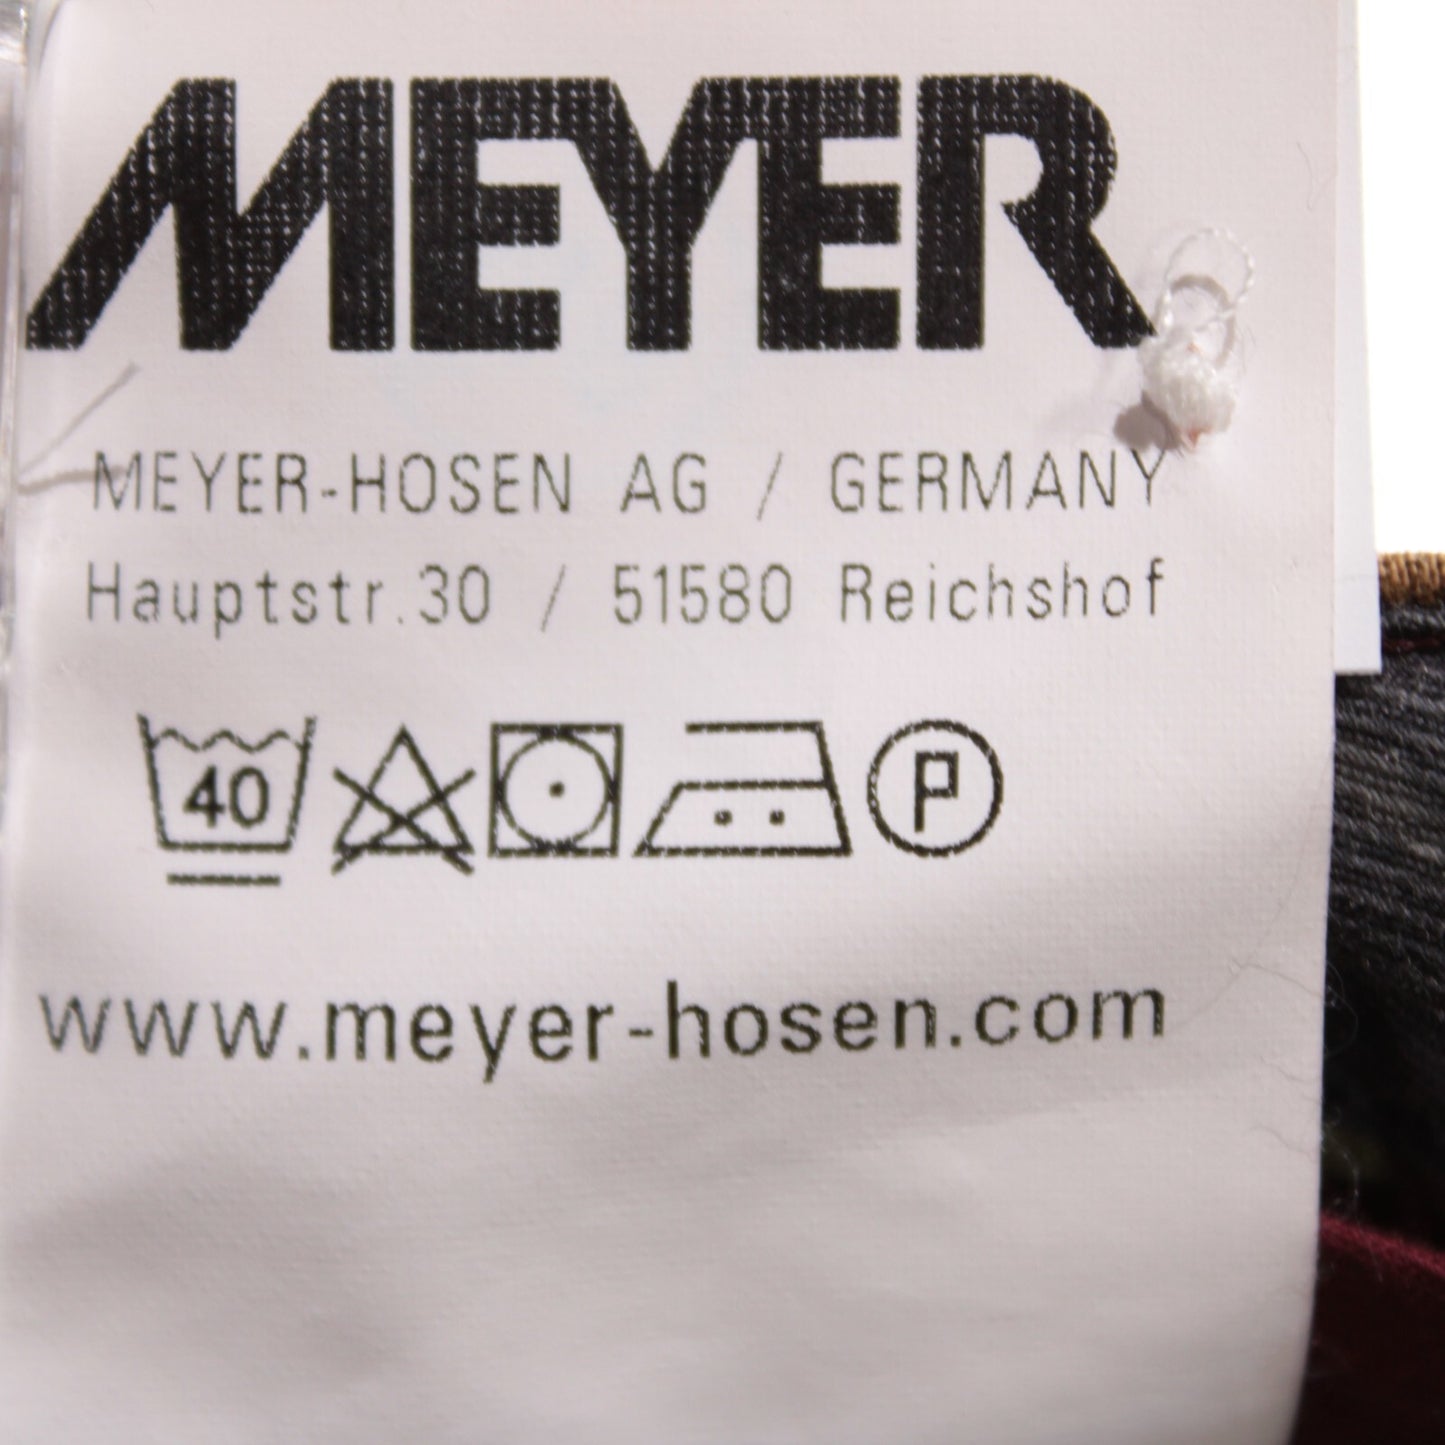 MEYER
MEYER-HOSEN AG / GERMANY
Hauptstr.30 / 51580 Reichshof
40 P
www.meyer-hosen.com